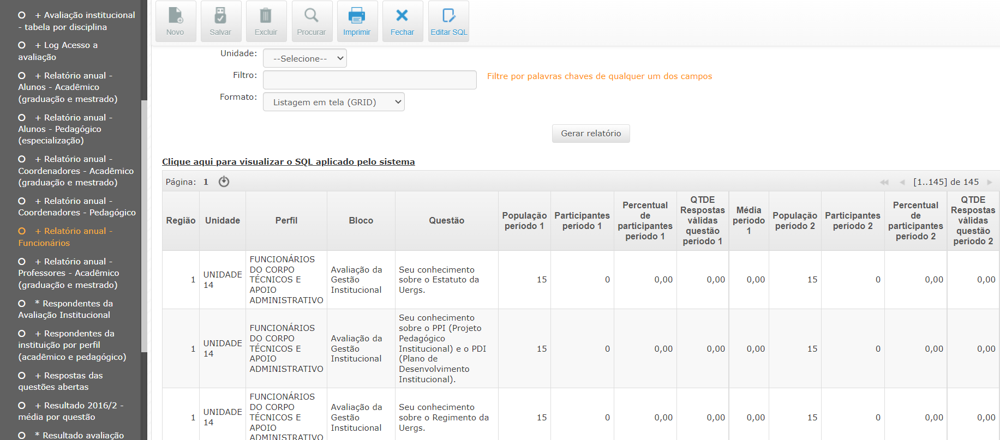 + Avaliação institucional
- tabela por disciplina
+ Log Acesso a
avaliação
+ Relatório anual -
Alunos - Acadêmico
(graduação e mestrado)
+ Relatório anual -
Alunos - Pedagógico
(especialização)
+ Relatório anual -
Coordenadores - Acadêmico
(graduação e mestrado)
+ Relatório anual -
Coordenadores - Pedagógico
+ Relatório anual -
Funcionários
+ Relatório anual -
Professores - Acadêmico
(graduação e mestrado)
* Respondentes da
Avaliação Institucional
+ Respondentes da
instituição por perfil
(acadêmico e pedagógico)
+ Respostas das
questões abertas
+ Resultado 2016/2 -
média por questão
* Resultado avaliação
Novo
Salvar
Excluir
Procurar
Imprimir
Fechar
Editar SQL
Unidade:
--Selecione--
Filtro:
Filtre por palavras chaves de qualquer um dos campos
Formato:
Listagem em tela (GRID)
Gerar relatório
Clique aqui para visualizar o SQL aplicado pelo sistema
Página: 1
[1..145] de 145
Região
Unidade
Perfil
Bloco
Questão
População
período 1
Participantes
período 1
Percentual
de
participantes
período 1
QTDE
Respostas
válidas
questão
período 1
Média
período
1
População
período 2
Participantes
período 2
Percentual
de
participantes
período 2
QTDE
Respostas
válidas
questão
período 2
1
UNIDADE
14
FUNCIONÁRIOS
DO CORPO
TÉCNICOS E
APOIO
ADMINISTRATIVO
Avaliação da
Gestão
Institucional
Seu conhecimento
sobre o Estatuto da
Uergs.
15
0
0,00
0,00
0,00
15
0
0,00
0,00
1
UNIDADE
14
FUNCIONÁRIOS
DO CORPO
TÉCNICOS E
APOIO
ADMINISTRATIVO
Avaliação da
Gestão
Institucional
Seu conhecimento
sobre o PPI (Projeto
Pedagógico
Institucional) e o PDI
(Plano de
Desenvolvimento
Institucional).
15
0
0,00
0,00
0,00
15
0
0,00
0,00
1
UNIDADE
14
FUNCIONÁRIOS
DO CORPO
TÉCNICOS E
APOIO
ADMINISTRATIVO
Avaliação da
Gestão
Institucional
Seu conhecimento
sobre o Regimento da
Uergs.
15
0
0,00
0,00
0,00
15
0
0,00
0,00